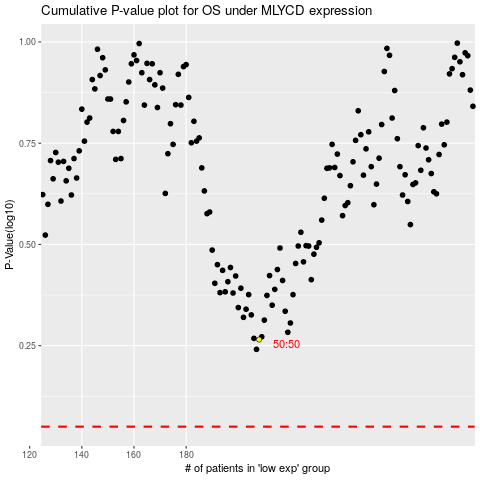 Cumulative P-value plot for OS under MLYCD expression
P-Value(log10)
1.00
0.75
0.50
0.25
50:50
120 140 160 180
# of patients in 'low exp' group